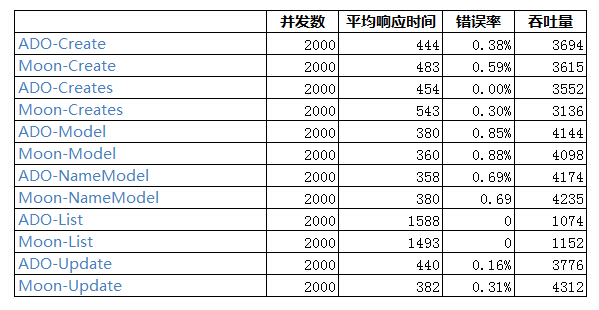 并发数 平均响应时间 错误率 吞吐量
ADO-Create 2000 444 0.38% 3694
Moon-Create 2000 483 0.59% 3615
ADO-Creates 2000 454 0.00% 3552
Moon-Creates 2000 543 0.30% 3136
ADO-Model 2000 380 0.85% 4144
Moon-Model 2000 360 0.88% 4098
ADO-NameModel 2000 358 0.69% 4174
Moon-NameModel 2000 380 0.69 4235
ADO-List 2000 1588 0 1074
Moon-List 2000 1493 0 1152
ADO-Update 2000 440 0.16% 3776
Moon-Update 2000 382 0.31% 4312